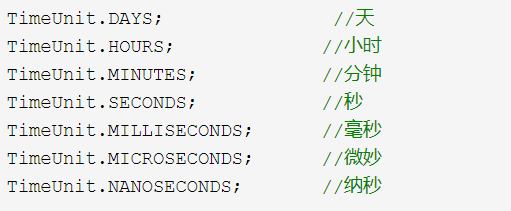 TimeUnit.DAYS; //天
TimeUnit.HOURS; //小时
TimeUnit.MINUTES; //分钟
TimeUnit.SECONDS; //秒
TimeUnit.MILLISECONDS; //毫秒
TimeUnit.MICROSECONDS; //微妙
TimeUnit.NANOSECONDS; //纳秒